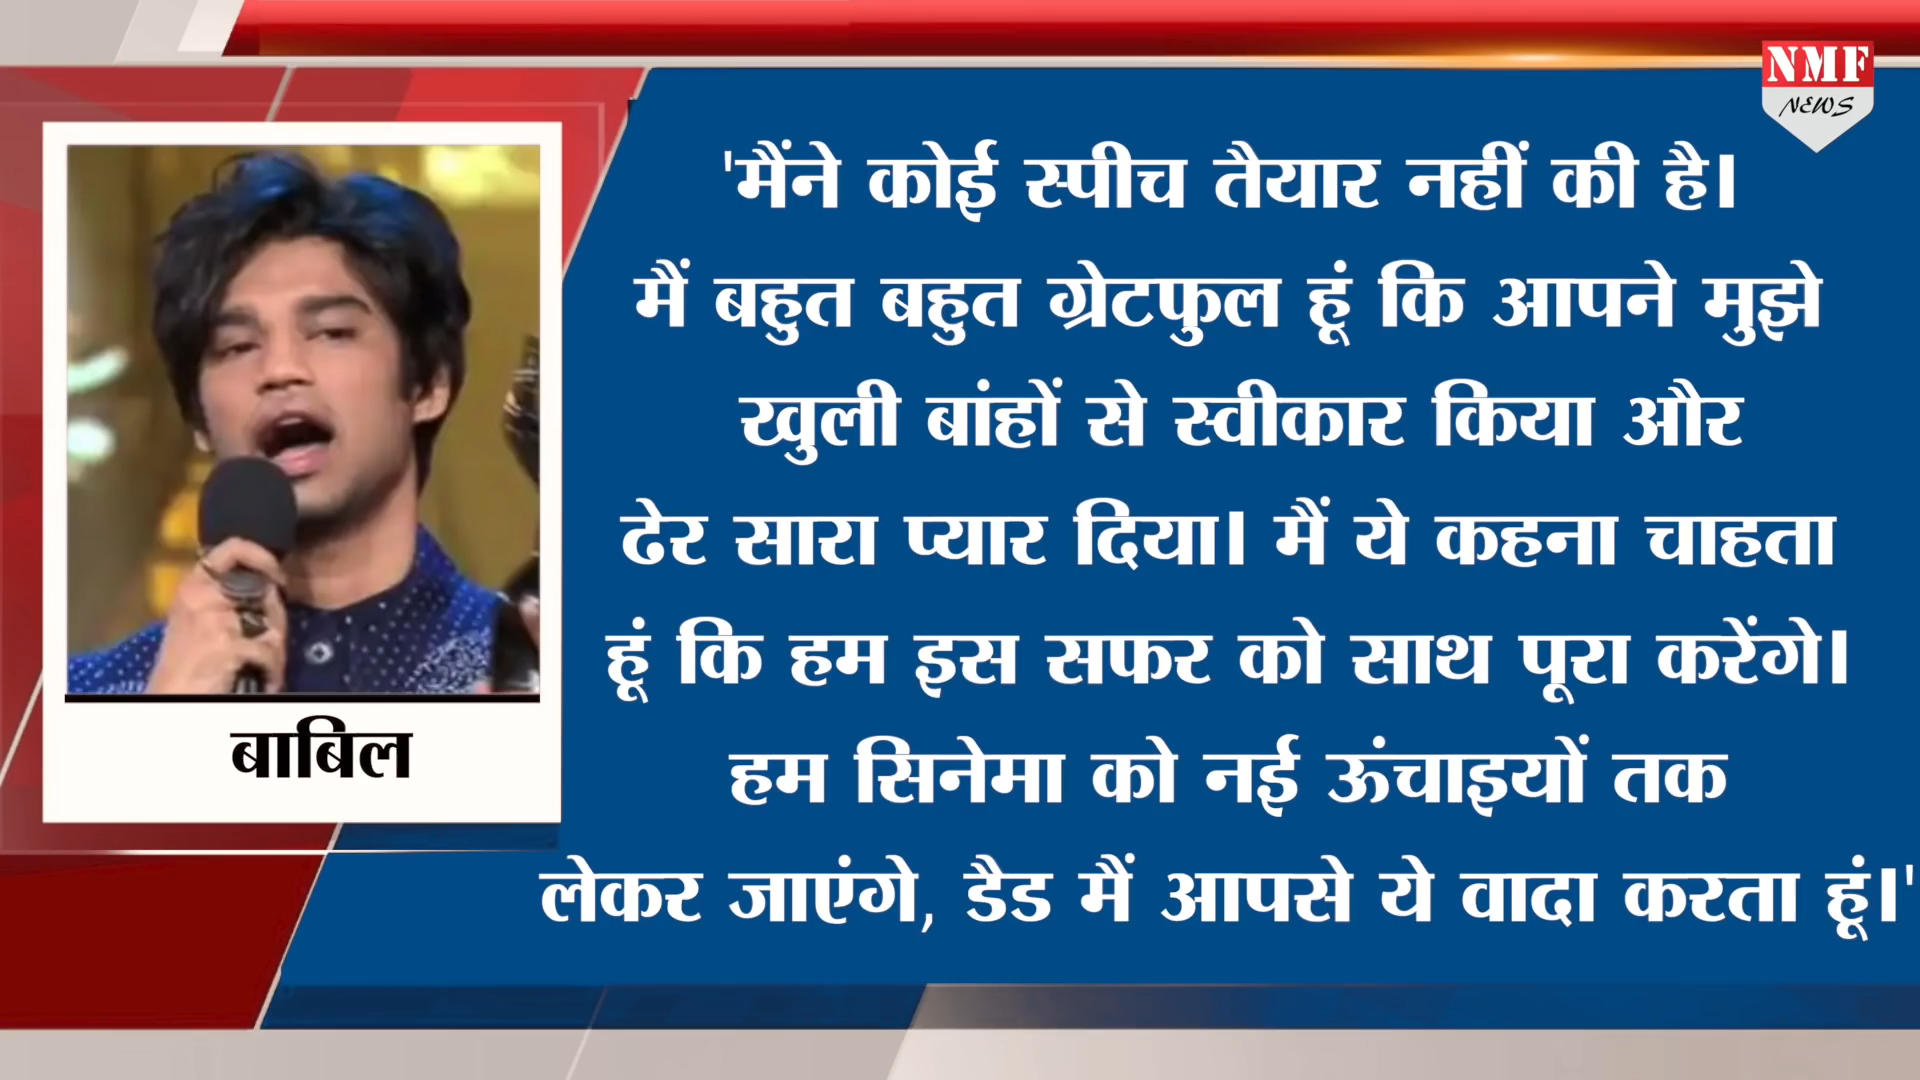 NMF
NEWS
'मैंने कोई स्पीच तैयार नहीं की है।
मैं बहुत बहुत ग्रेटफुल हूं कि आपने मुझे
खुली बांहों से स्वीकार किया और
ढेर सारा प्यार दिया। मैं ये कहना चाहता
हूं कि हम इस सफर को साथ पूरा करेंगे।
हम सिनेमा को नई ऊंचाइयों तक
लेकर जाएंगे, डैड मैं आपसे ये वादा करता हूं।'
बाबिल